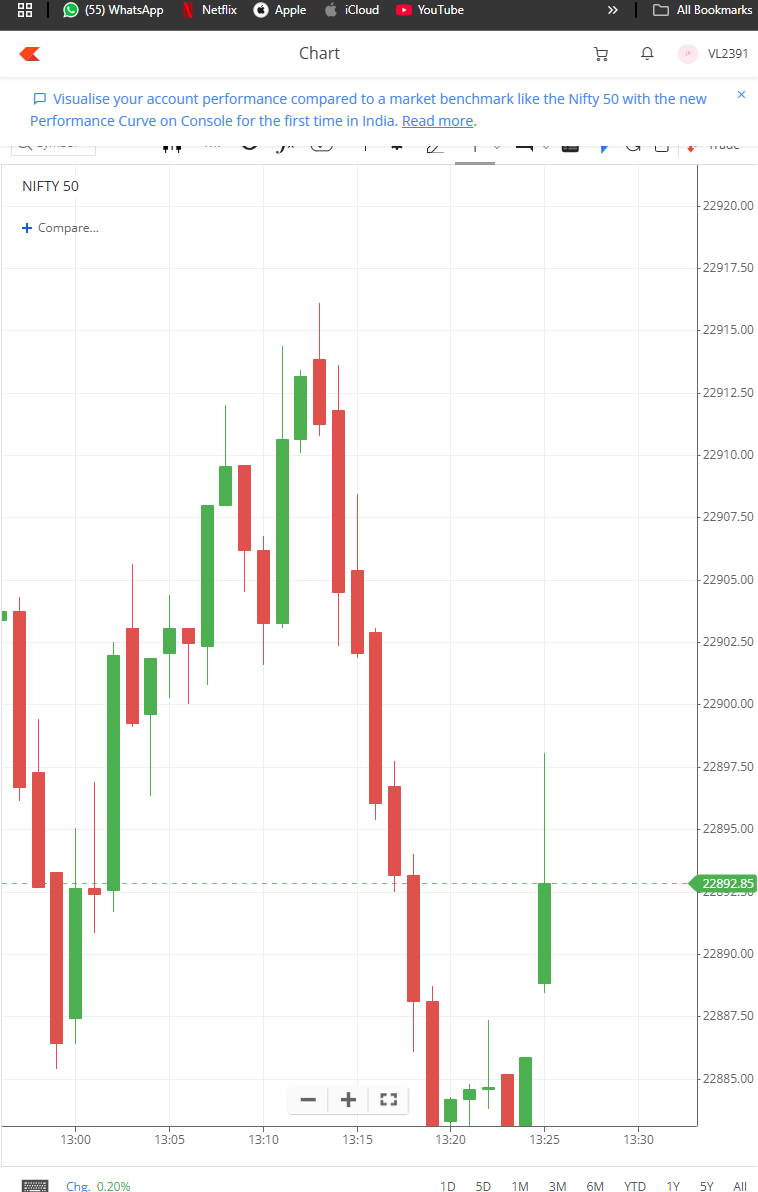 (55) WhatsApp Netflix Apple iCloud YouTube » All Bookmarks
Chart
VL2391
Visualise your account performance compared to a market benchmark like the Nifty 50 with the new
Performance Curve on Console for the first time in India. Read more.
NIFTY 50
Compare...
22920.00
22917.50
22915.00
22912.50
22910.00
22907.50
22905.00
22902.50
22900.00
22897.50
22895.00
22892.85
22890.00
22887.50
22885.00
13:00 13:05 13:10 13:15 13:20 13:25 13:30
Chg. 0.20% 1D 5D 1M 3M 6M YTD 1Y 5Y All